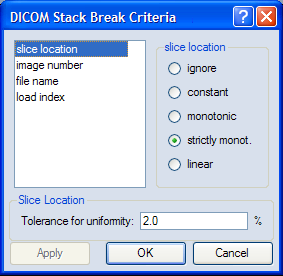 DICOM Stack Break Criteria
?
slice location
image number
file name
load index
slice location
ignore
constant
monotonic
strictly monot.
linear
Slice Location
Tolerance for uniformity: 2.0 %
Apply OK Cancel